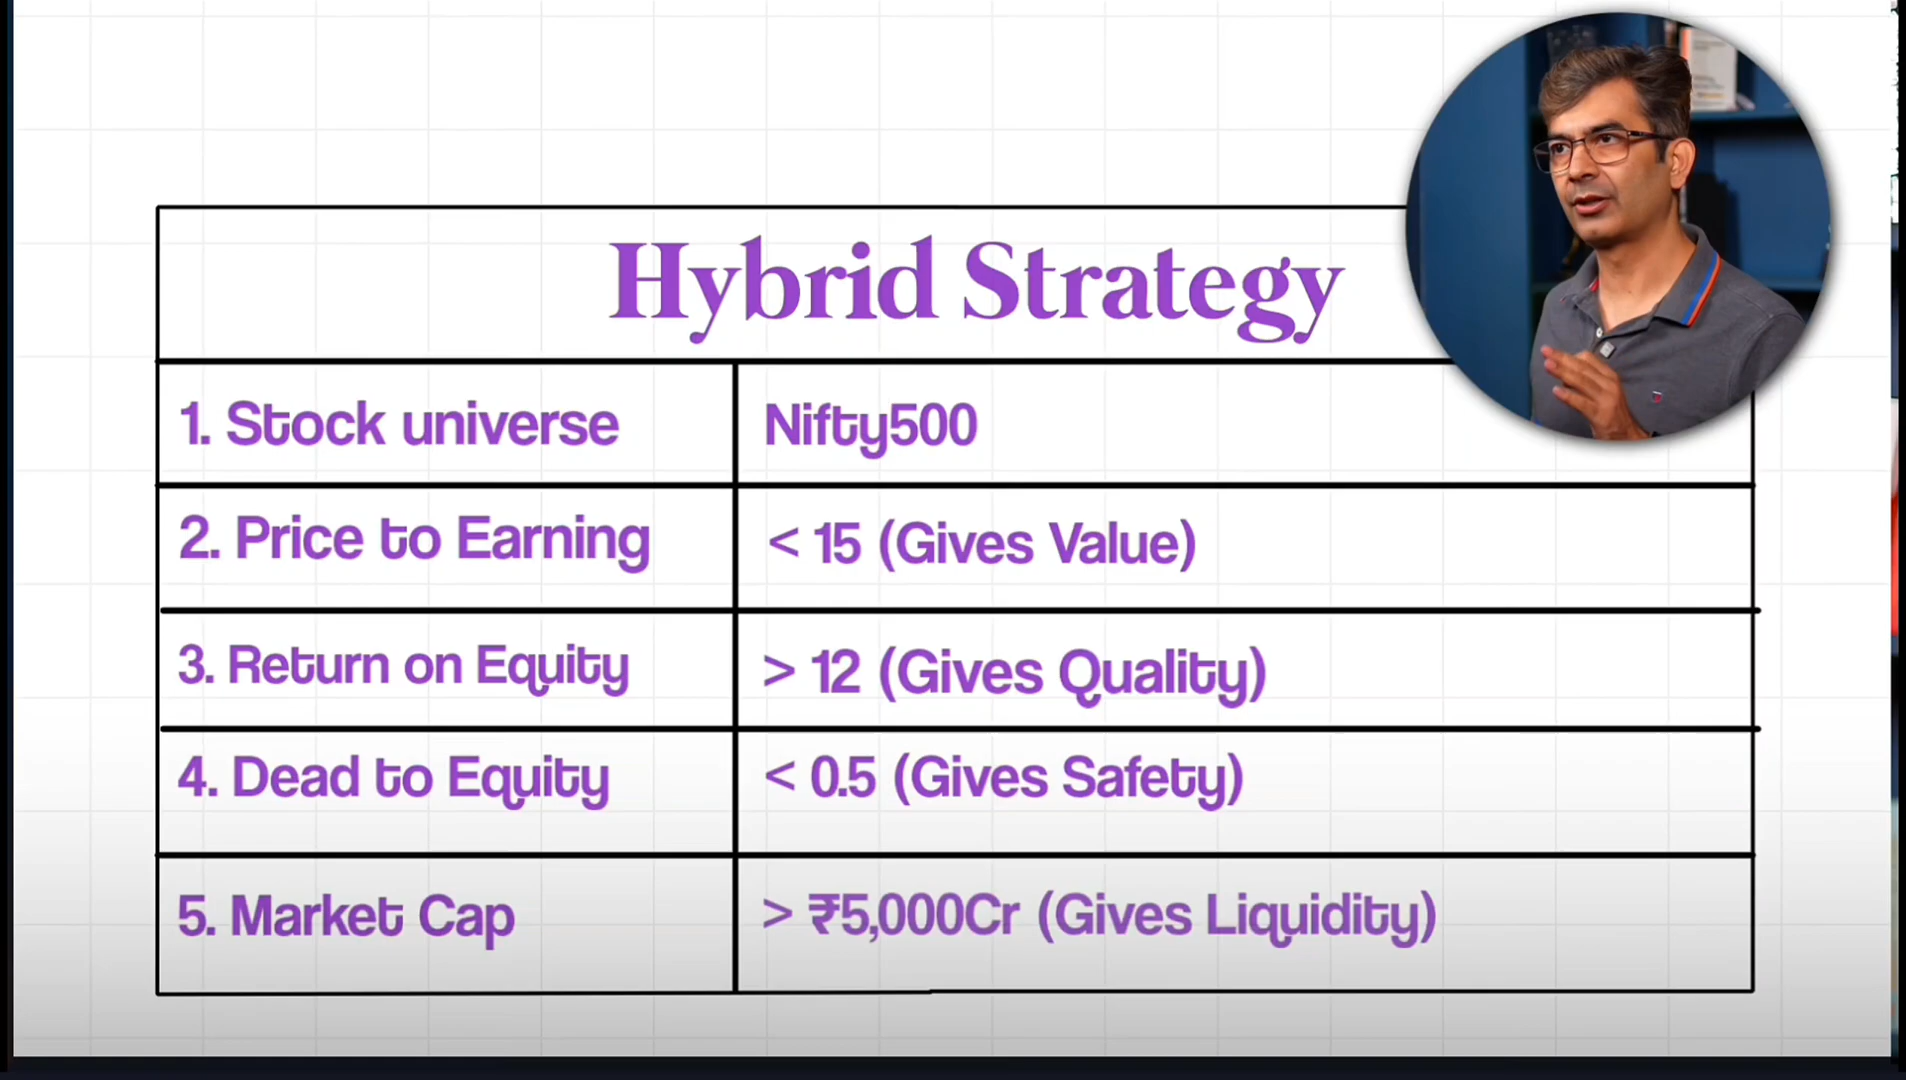 Hybrid Strategy
1. Stock universe
Nifty500
2. Price to Earning
< 15 (Gives Value)
3. Return on Equity
> 12 (Gives Quality)
4. Dead to Equity
< 0.5 (Gives Safety)
5. Market Cap
> ₹5,000Cr (Gives Liquidity)